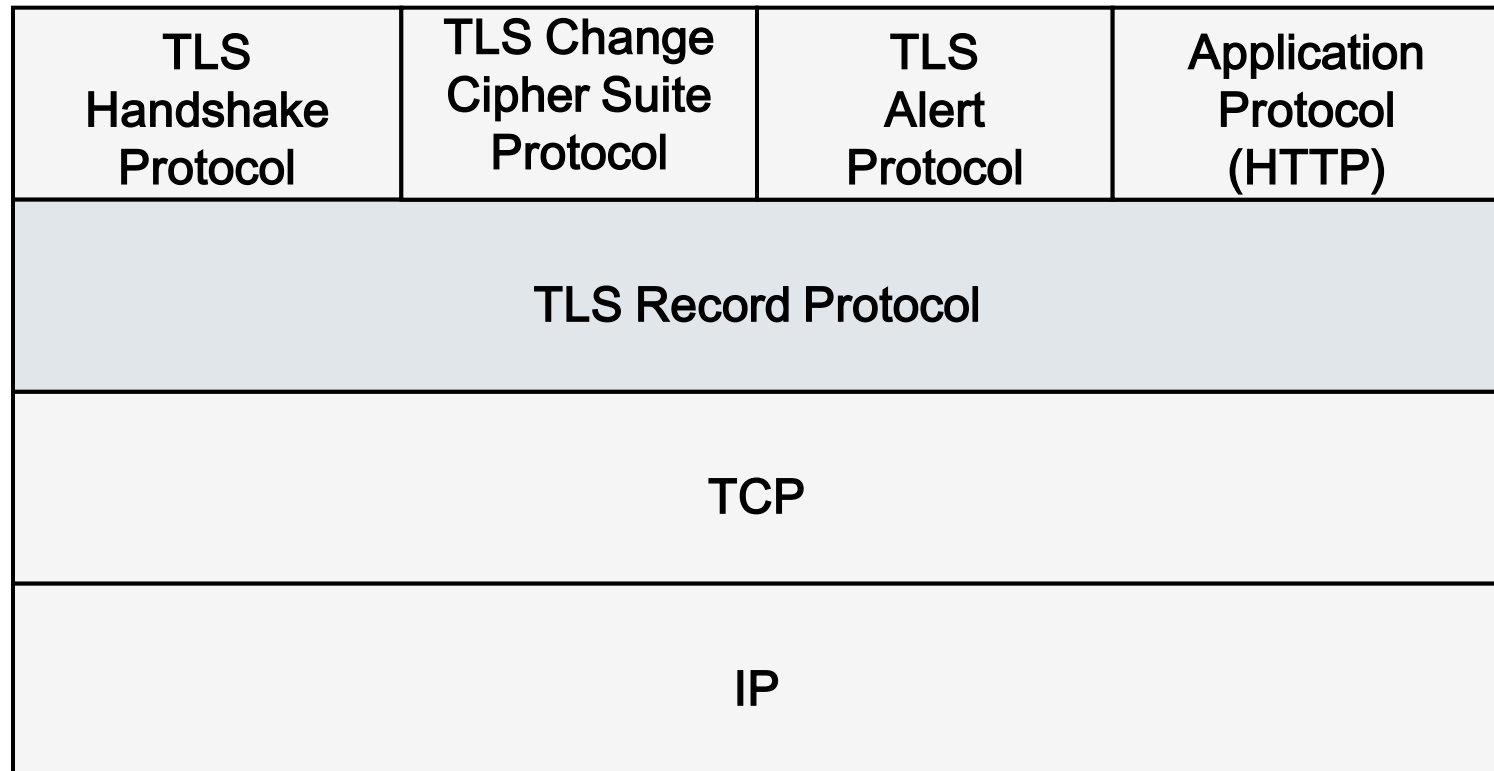 TLS
Handshake
Protocol
TLS Change
Cipher Suite
Protocol
TLS
Alert
Protocol
Application
Protocol
(HTTP)
TLS Record Protocol
TCP
IP